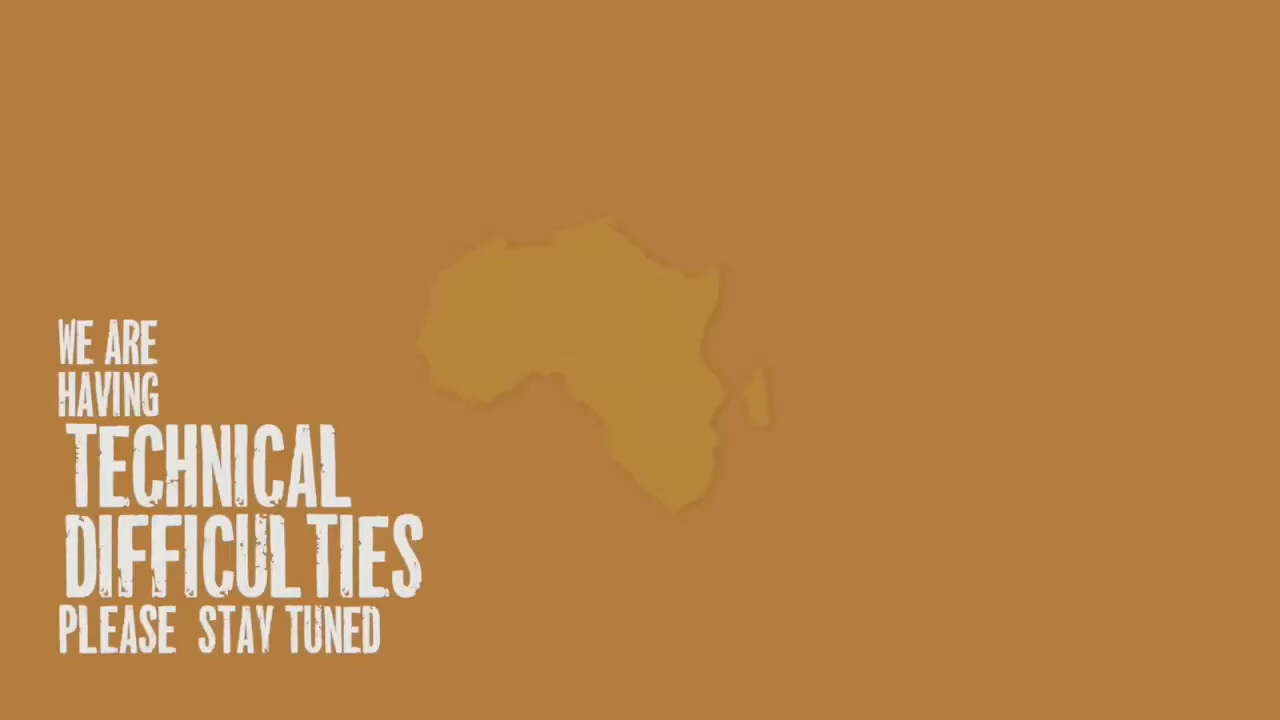 WE ARE
HAVING
TECHNICAL
DIFFICULTIES
PLEASE STAY TUNED